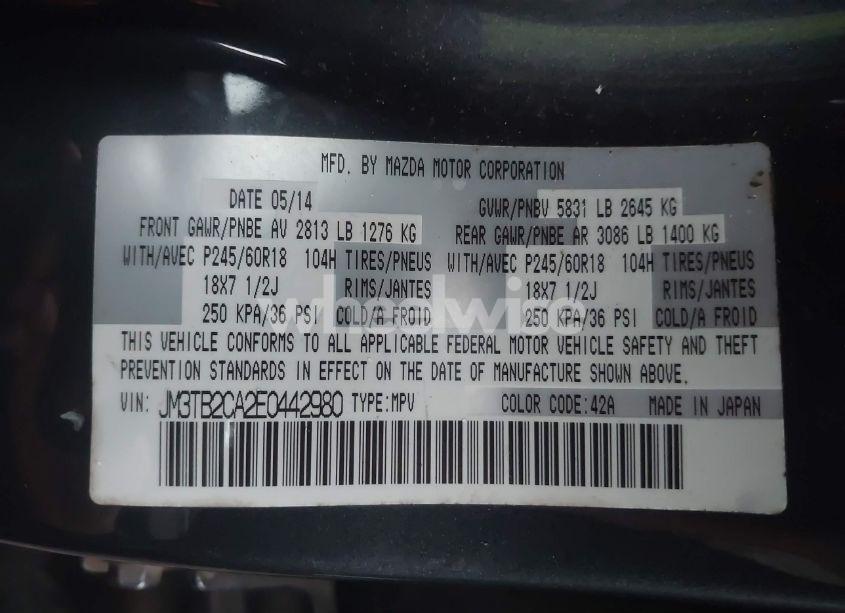 MFD. BY MAZDA MOTOR CORPORATION
DATE 05/14 GVWR/PNBV 5831 LB 2645 KG
FRONT GAWR/PNBE AV 2813 LB 1276 KG REAR GAWR/PNBE AR 3086 LB 1400 KG
WITH/AVEC P245/60R18 104H TIRES/PNEUS WITH/AVEC P245/60R18 104H TIRES/PNEUS
18X7 1/2J RIMS/JANTES 18X7 1/2J RIMS/JANTES
250 KPA/36 PSI COLD/A FROID 250 KPA/36 PSI COLD/A FROID
wheelwise
THIS VEHICLE CONFORMS TO ALL APPLICABLE FEDERAL MOTOR VEHICLE SAFETY AND THEFT
PREVENTION STANDARDS IN EFFECT ON THE DATE OF MANUFACTURE SHOWN ABOVE.
VIN: JM3TB2CA2E0442980 TYPE:MPV COLOR CODE:42A MADE IN JAPAN